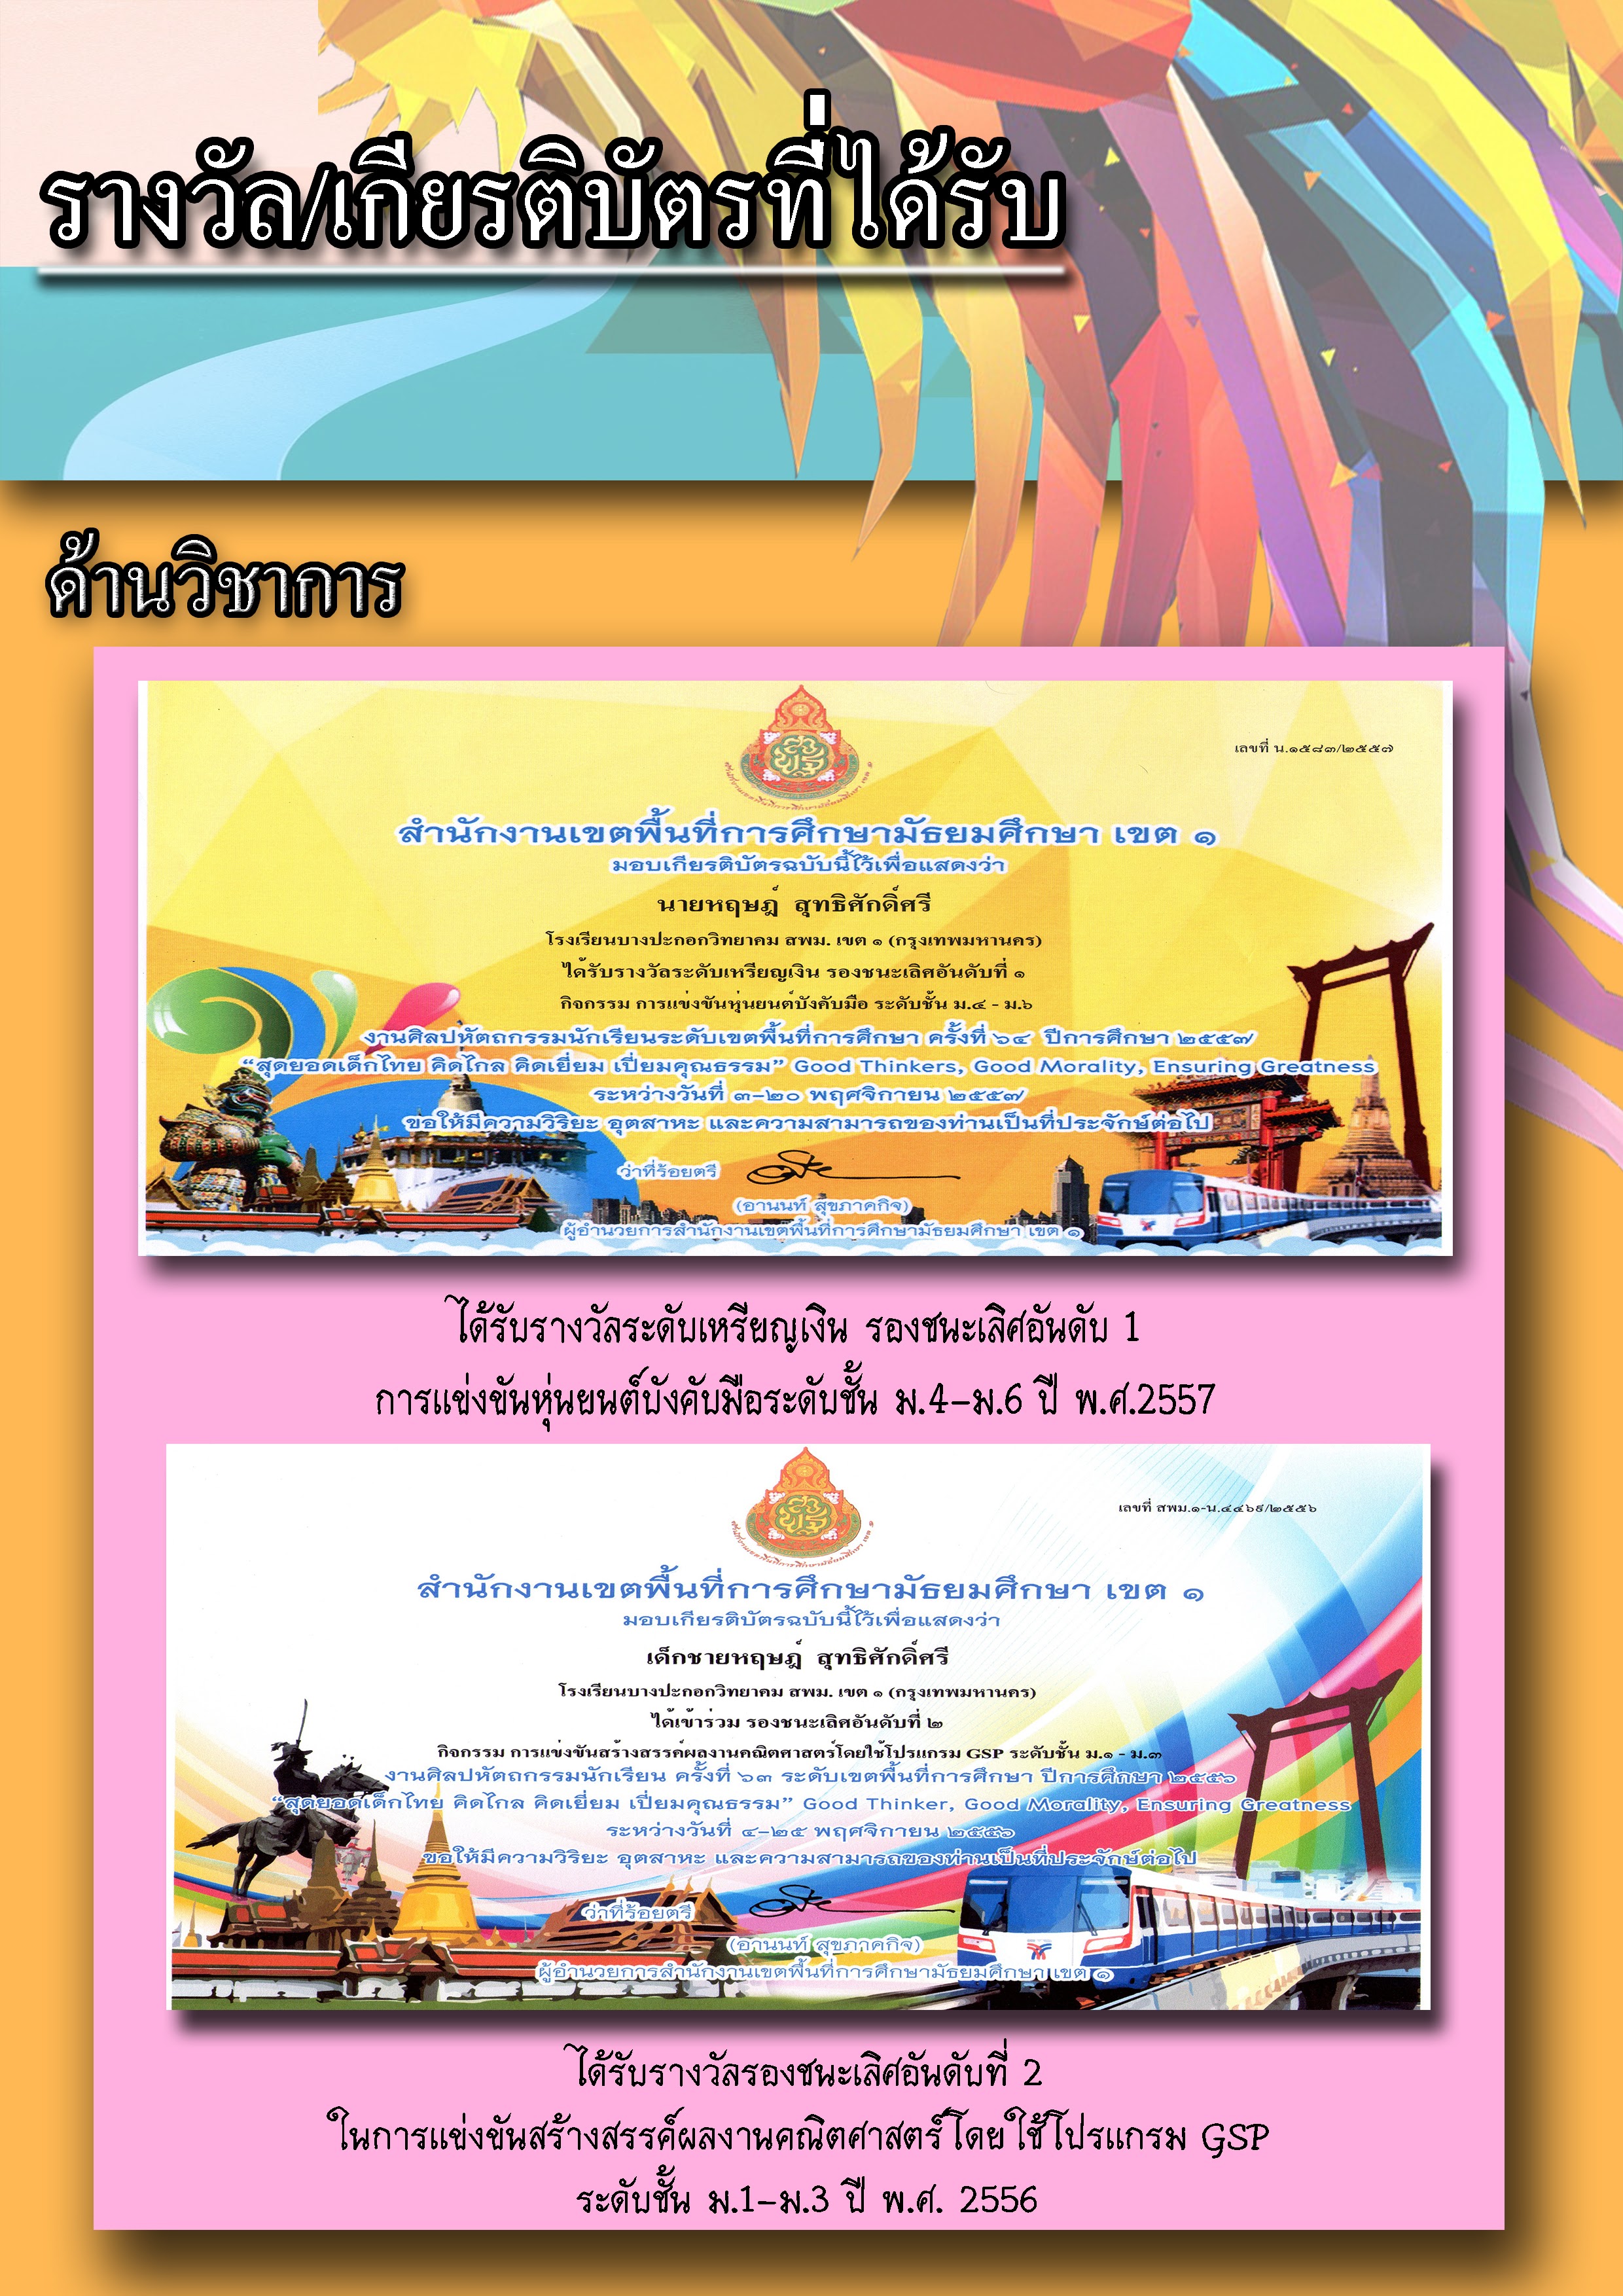 รางวัล/เกียรติบัตรที่ได้รับ
ด้านวิชาการ
เลขที่ น.๑๕๘๓/๒๕๕๗
สำนักงานเขตพื้นที่การศึกษามัธยมศึกษา เขต ๑
มอบเกียรติบัตรฉบับนี้ไว้เพื่อแสดงว่า
นายหฤษฎ์ สุทธิศักดิ์ศรี
โรงเรียนบางปะกอกวิทยาคม สพม. เขต ๑ (กรุงเทพมหานคร)
ได้รับรางวัลระดับเหรียญเงิน รองชนะเลิศอันดับที่ ๑
กิจกรรม การแข่งขันหุ่นยนต์บังคับมือ ระดับชั้น ม.๔ - ม.๖
งานศิลปหัตถกรรมนักเรียนระดับเขตพื้นที่การศึกษา ครั้งที่ ๖๔ ปีการศึกษา ๒๕๕๗
“สุดยอดเด็กไทย คิดไกล คิดเยี่ยม เปี่ยมคุณธรรม” Good Thinkers, Good Morality, Ensuring Greatness
ระหว่างวันที่ ๓-๒๐ พฤศจิกายน ๒๕๕๗
ขอให้มีความวิริยะ อุตสาหะ และความสามารถของท่านเป็นที่ประจักษ์ต่อไป
ว่าที่ร้อยตรี
(อานนท์ สุขภาคกิจ)
ผู้อำนวยการสำนักงานเขตพื้นที่การศึกษามัธยมศึกษา เขต ๑
ได้รับรางวัลระดับเหรียญเงิน รองชนะเลิศอันดับ 1
การแข่งขันหุ่นยนต์บังคับมือระดับชั้น ม.4-ม.6 ปี พ.ศ.2557
เลขที่ สพม.๑-น.๔๔๖๙/๒๕๕๖
สำนักงานเขตพื้นที่การศึกษามัธยมศึกษา เขต ๑
มอบเกียรติบัตรฉบับนี้ไว้เพื่อแสดงว่า
เด็กชายหฤษฎ์ สุทธิศักดิ์ศรี
โรงเรียนบางปะกอกวิทยาคม สพม. เขต ๑ (กรุงเทพมหานคร)
ได้เข้าร่วม รองชนะเลิศอันดับที่ ๒
กิจกรรม การแข่งขันสร้างสรรค์ผลงานคณิตศาสตร์โดยใช้โปรแกรม GSP ระดับชั้น ม.๑ - ม.๓
งานศิลปหัตถกรรมนักเรียน ครั้งที่ ๖๓ ระดับเขตพื้นที่การศึกษา ปีการศึกษา ๒๕๕๖
“สุดยอดเด็กไทย คิดไกล คิดเยี่ยม เปี่ยมคุณธรรม” Good Thinker, Good Morality, Ensuring Greatness
ระหว่างวันที่ ๔-๒๕ พฤศจิกายน ๒๕๕๖
ขอให้มีความวิริยะ อุตสาหะ และความสามารถของท่านเป็นที่ประจักษ์ต่อไป
ว่าที่ร้อยตรี
(อานนท์ สุขภาคกิจ)
ผู้อำนวยการสำนักงานเขตพื้นที่การศึกษามัธยมศึกษา เขต ๑
ได้รับรางวัลรองชนะเลิศอันดับที่ 2
ในการแข่งขันสร้างสรรค์ผลงานคณิตศาสตร์โดยใช้โปรแกรม GSP
ระดับชั้น ม.1-ม.3 ปี พ.ศ. 2556